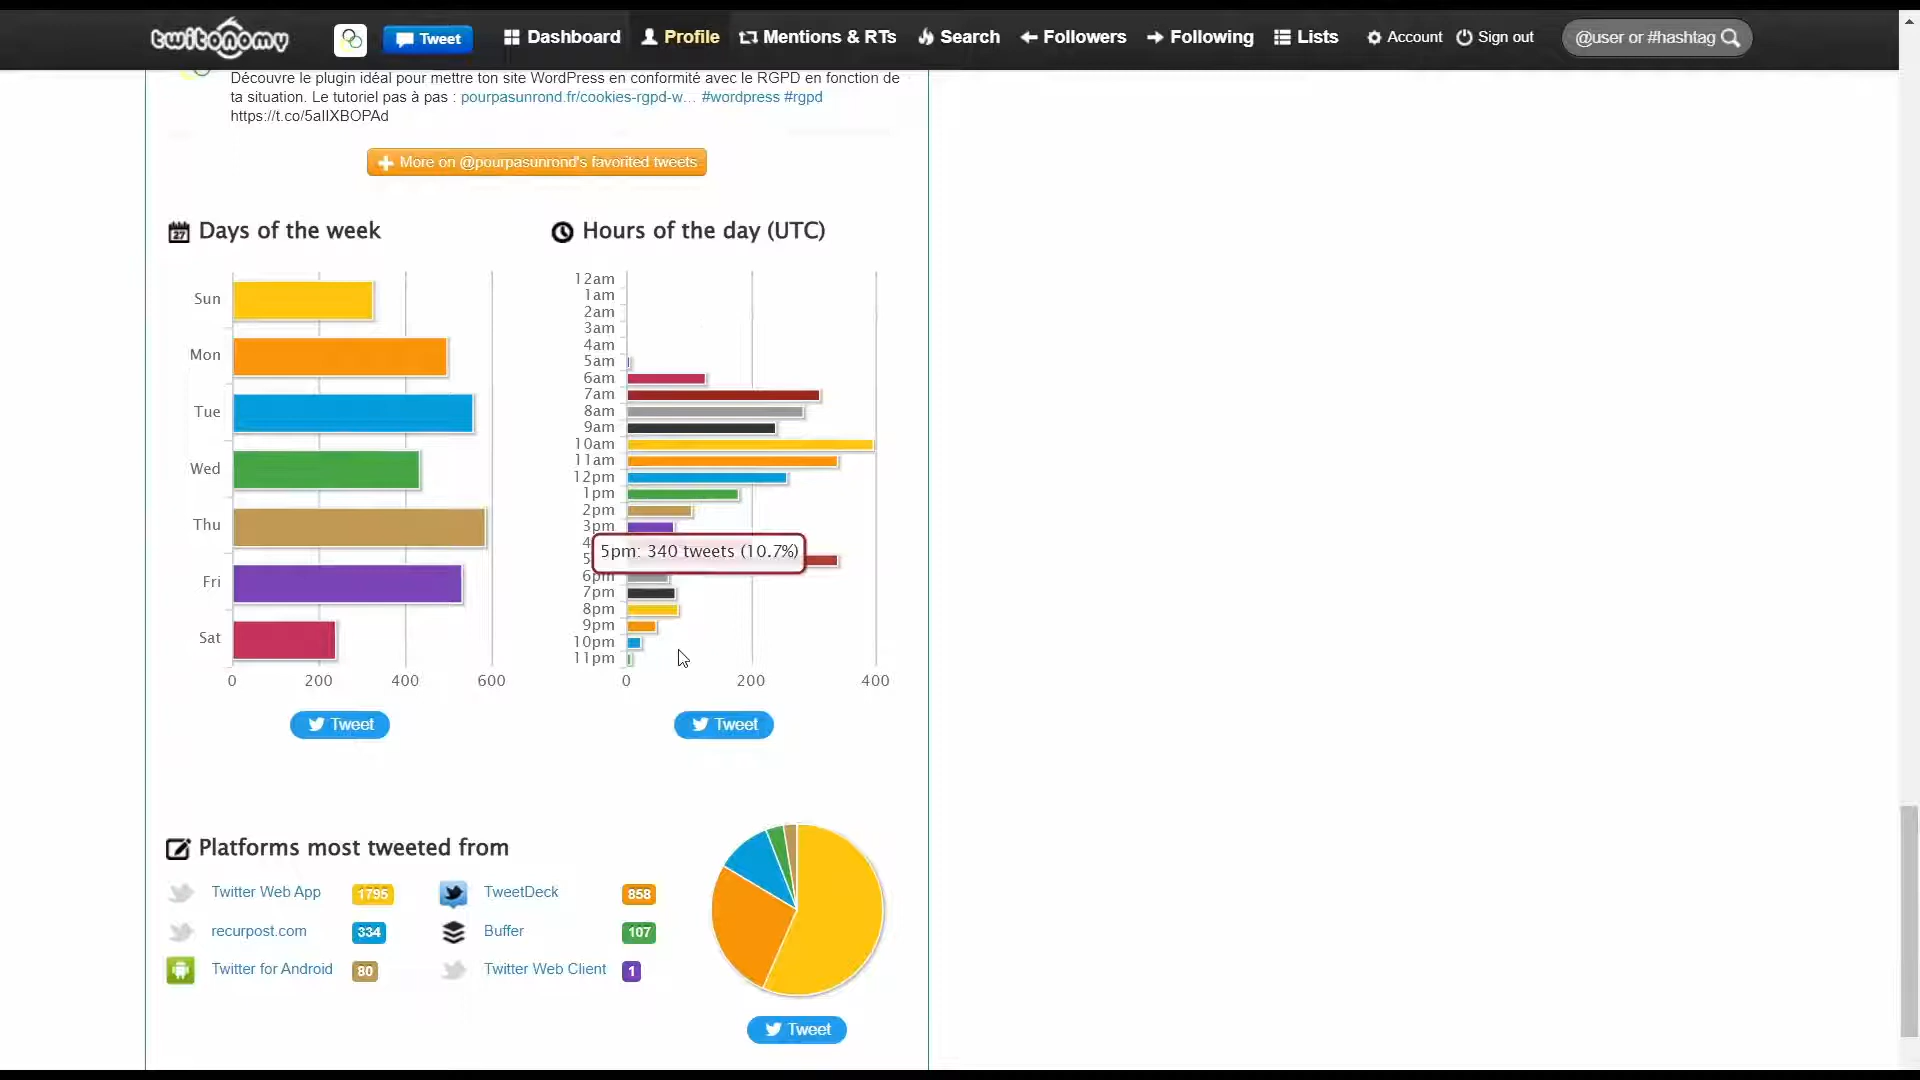 twitonomy
Tweet
Dashboard
Profile
Mentions & RTs
Search
Followers
Following
Lists
Account
Sign out
@user or #hashtag
Découvre le plugin idéal pour mettre ton site WordPress en conformité avec le RGPD en fonction de
ta situation. Le tutoriel pas à pas : pourpasunrond.fr/cookies-rgpd-w… #wordpress #rgpd
https://t.co/5aIIXBOPAd
More on @pourpasunrond's favorited tweets
27 Days of the week
Sun
Mon
Tue
Wed
Thu
Fri
Sat
0 200 400 600
Tweet
Hours of the day (UTC)
12am
1am
2am
3am
4am
5am
6am
7am
8am
9am
10am
11am
12pm
1pm
2pm
3pm
4
5
5pm: 340 tweets (10.7%)
6pm
7pm
8pm
9pm
10pm
11pm
0 200 400
Tweet
Platforms most tweeted from
Twitter Web App 1795
TweetDeck 858
recurpost.com 334
Buffer 107
Twitter for Android 80
Twitter Web Client 1
Tweet